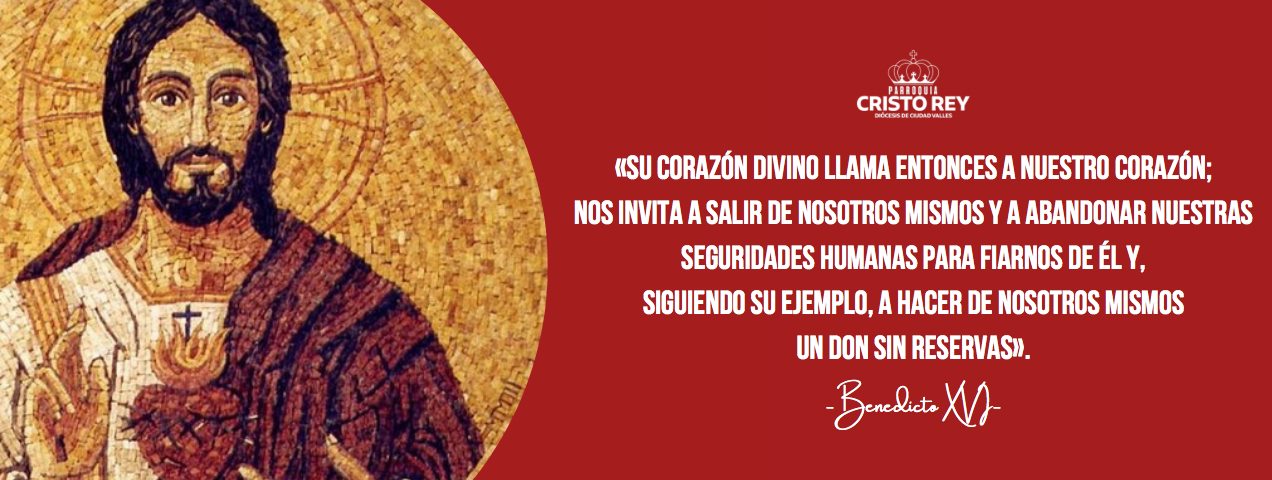 PARROQUIA
CRISTO REY
DIÓCESIS DE CIUDAD VALLES
«SU CORAZÓN DIVINO LLAMA ENTONCES A NUESTRO CORAZÓN;
NOS INVITA A SALIR DE NOSOTROS MISMOS Y A ABANDONAR NUESTRAS
SEGURIDADES HUMANAS PARA FIARNOS DE ÉL Y,
SIGUIENDO SU EJEMPLO, A HACER DE NOSOTROS MISMOS
UN DON SIN RESERVAS».
-Benedicto XVI-